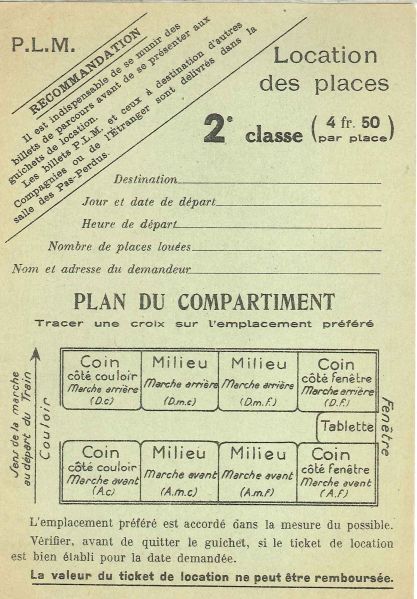 P.L.M.
RECOMMANDATION
Il est indispensable de se munir des
billets de parcours avant de se présenter aux
guichets de location.
Les billets P.L.M. et ceux à destination d'autres
Compagnies ou de l'Étranger sont délivrés dans la
salle des Pas-Perdus.
Location
des places
2e classe (4 fr. 50
par place)
Destination
Jour et date de départ
Heure de départ
Nombre de places louées
Nom et adresse du demandeur
PLAN DU COMPARTIMENT
Tracer une croix sur l'emplacement préféré
Sens de la marche
au départ du Train
Couloir
Coin
côté couloir
Marche arrière
(D.c)
Milieu
Marche arrière
(D.m.c)
Milieu
Marche arrière
(D.m.f.)
Coin
côté fenêtre
Marche arrière
(D.f.)
Tablette
Fenêtre
Coin
côté couloir
Marche avant
(A.c)
Milieu
Marche avant
(A.m.c)
Milieu
Marche avant
(A.m.f)
Coin
côté fenêtre
Marche avant
(A.f)
L'emplacement préféré est accordé dans la mesure du possible.
Vérifier, avant de quitter le guichet, si le ticket de location
est bien établi pour la date demandée.
La valeur du ticket de location ne peut être remboursée.